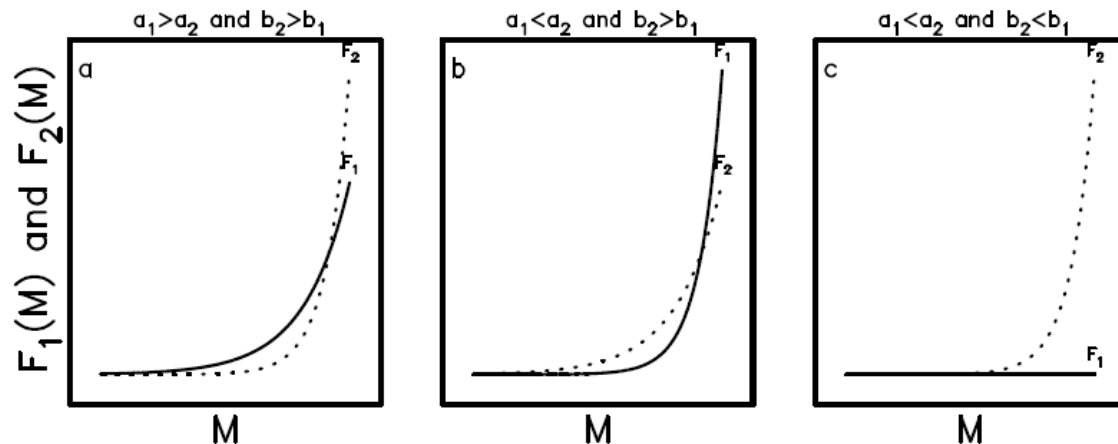 a₁>a₂ and b₂>b₁
a₁<a₂ and b₂>b₁
a₁<a₂ and b₂<b₁
F₁(M) and F₂(M)
a
F₂
F₁
b
F₁
F₂
c
F₂
F₁
M
M
M